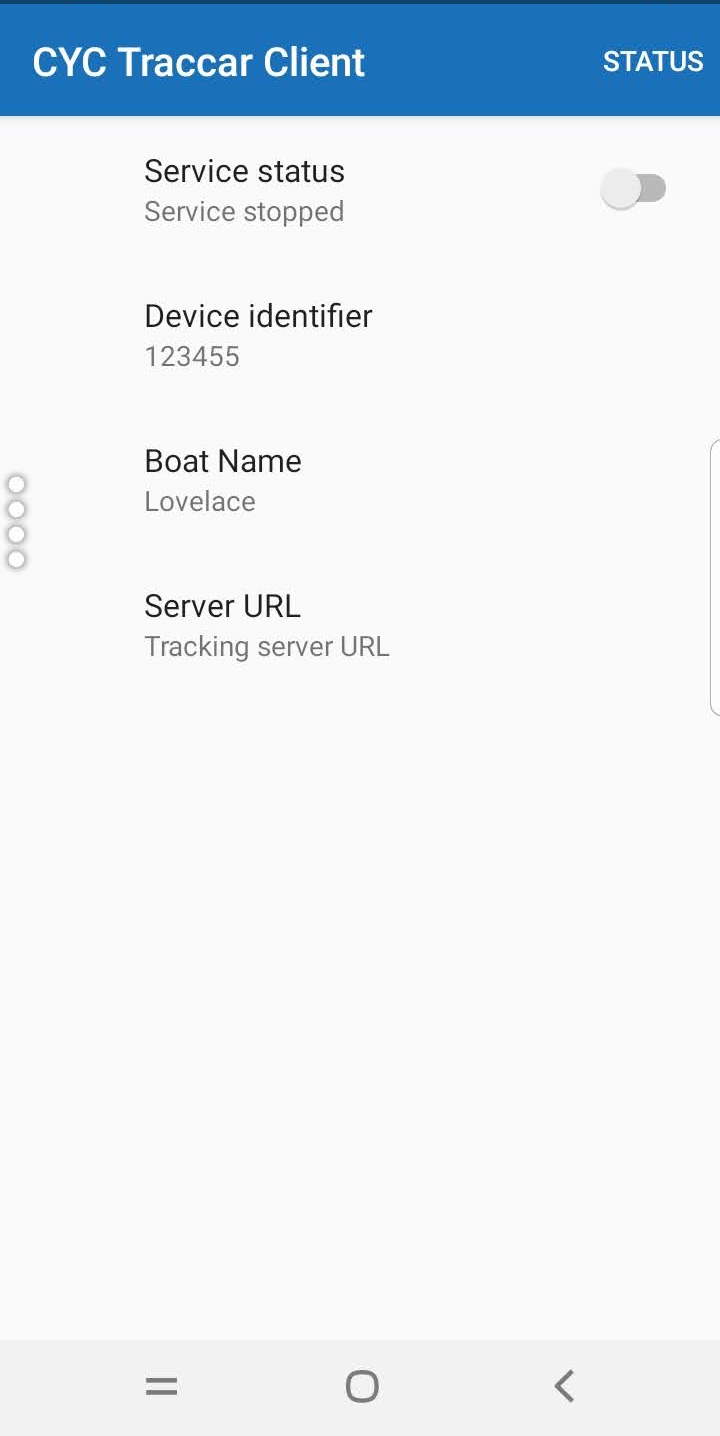 CYC Traccar Client
STATUS
Service status
Service stopped
Device identifier
123455
Boat Name
Lovelace
Server URL
Tracking server URL